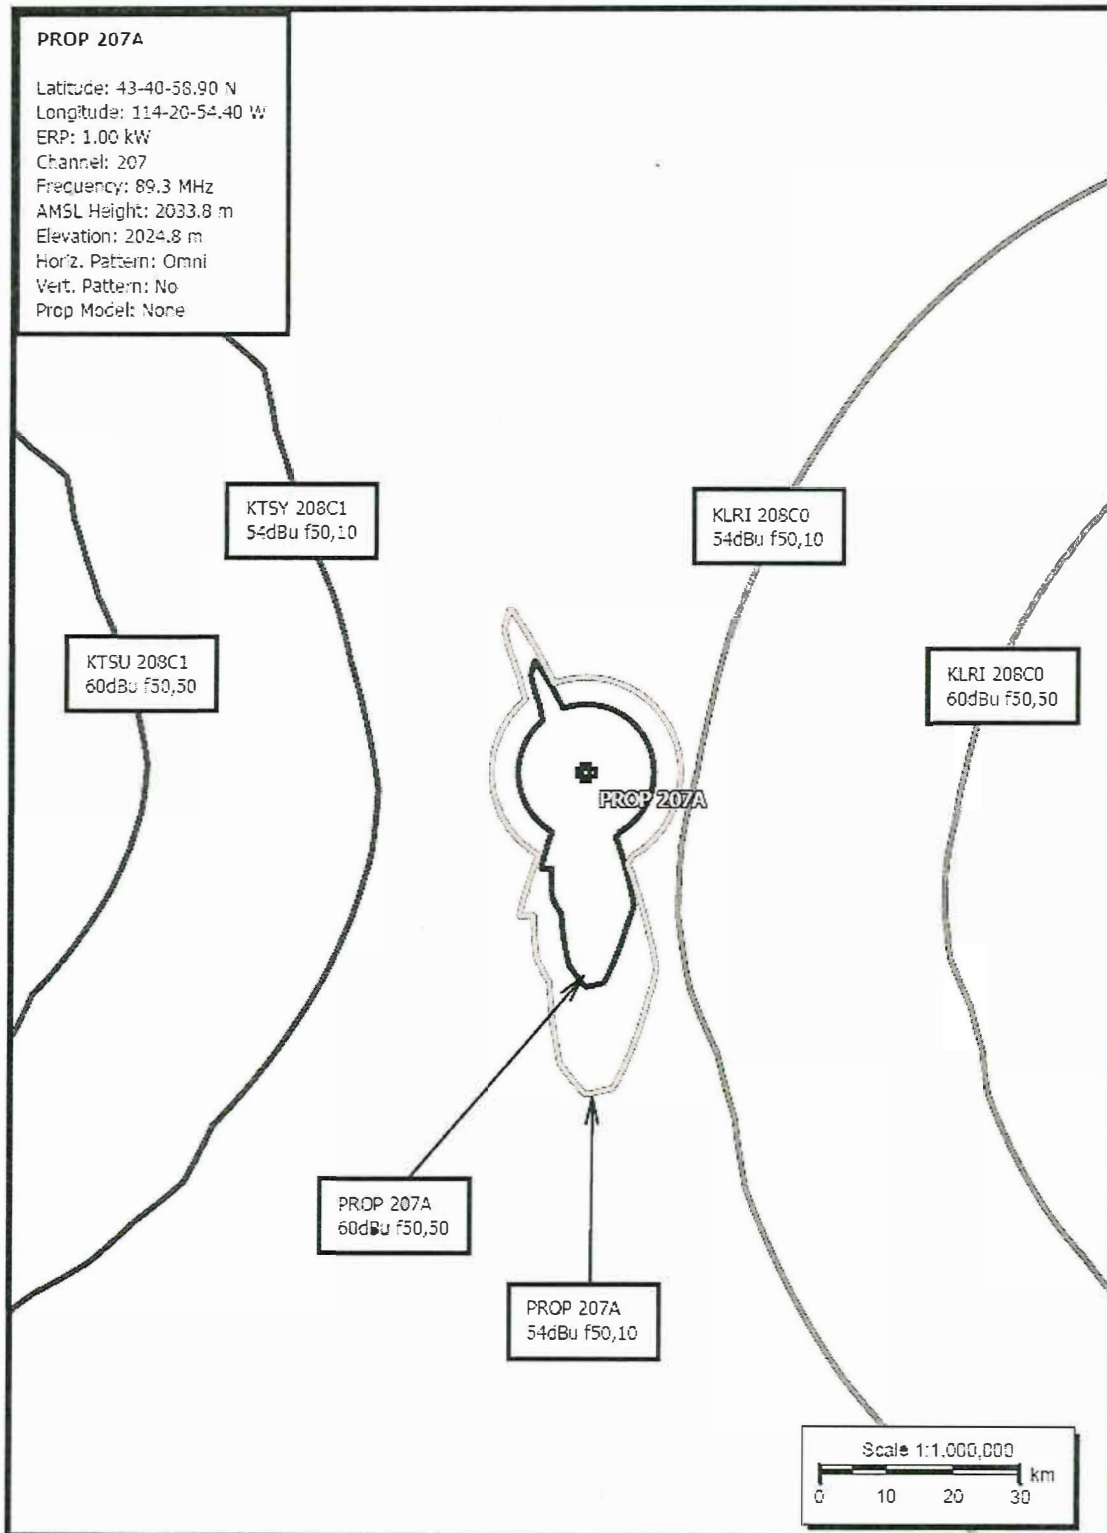 PROP 207A
Latitude: 43-40-58.90 N
Longitude: 114-20-54.40 W
ERP: 1.00 kW
Channel: 207
Frequency: 89.3 MHz
AMSL Height: 2033.8 m
Elevation: 2024.8 m
Horiz. Pattern: Omni
Vert. Pattern: No
Prop Model: None
KTSY 208C1
54dBu f50,10
KLRI 208C0
54dBu f50,10
KTSU 208C1
60dBu f50,50
KLRI 208C0
60dBu f50,50
PROP 207A
PROP 207A
60dBu f50,50
PROP 207A
54dBu f50,10
Scale 1:1,000,000
km
0 10 20 30